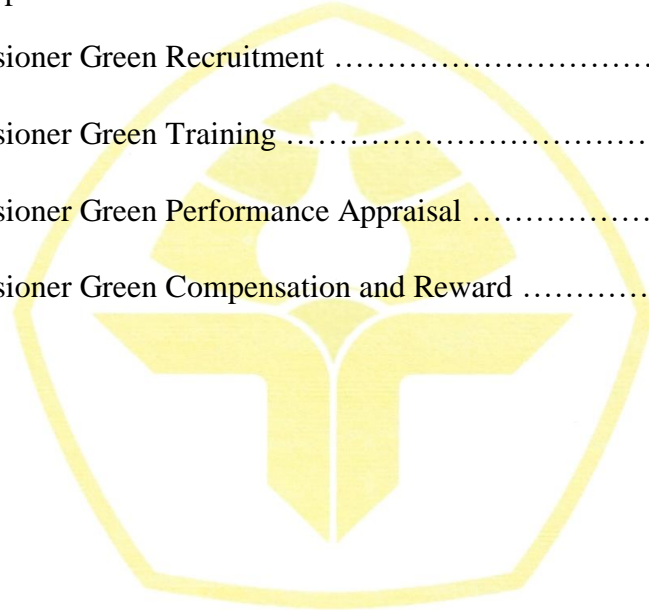 sioner Green Recruitment ……………………………
sioner Green Training …………………………………
sioner Green Performance Appraisal ………………
sioner Green Compensation and Reward …………